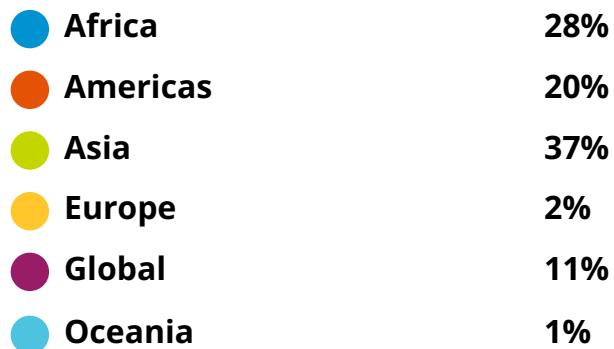 Africa 28%
Americas 20%
Asia 37%
Europe 2%
Global 11%
Oceania 1%